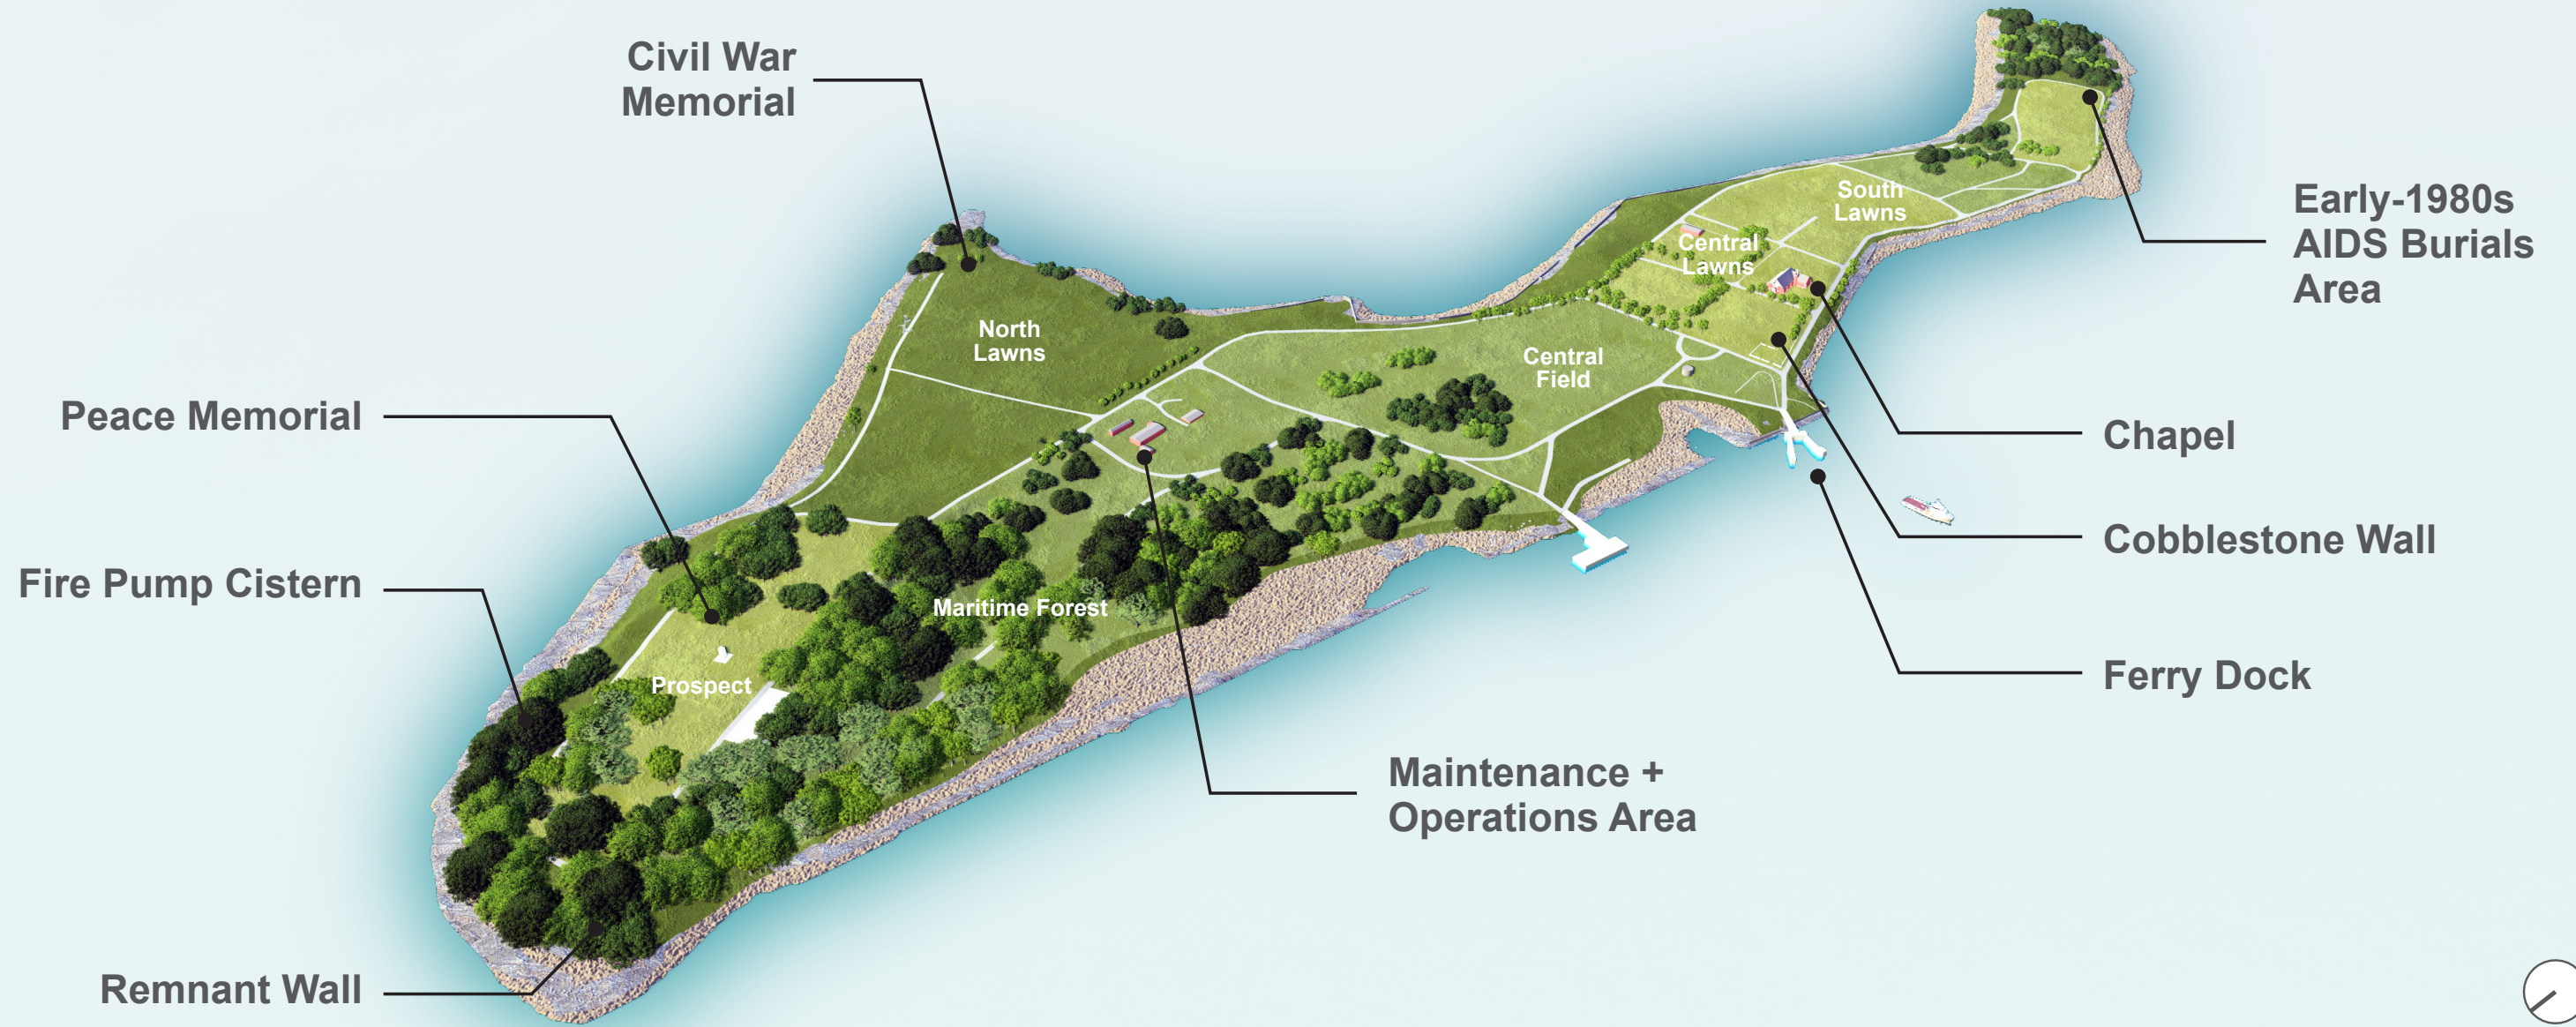 Civil War
Memorial
Early-1980s
AIDS Burials
Area
South
Lawns
Central
Lawns
North
Lawns
Central
Field
Peace Memorial
Chapel
Cobblestone Wall
Fire Pump Cistern
Maritime Forest
Prospect
Ferry Dock
Maintenance +
Operations Area
Remnant Wall